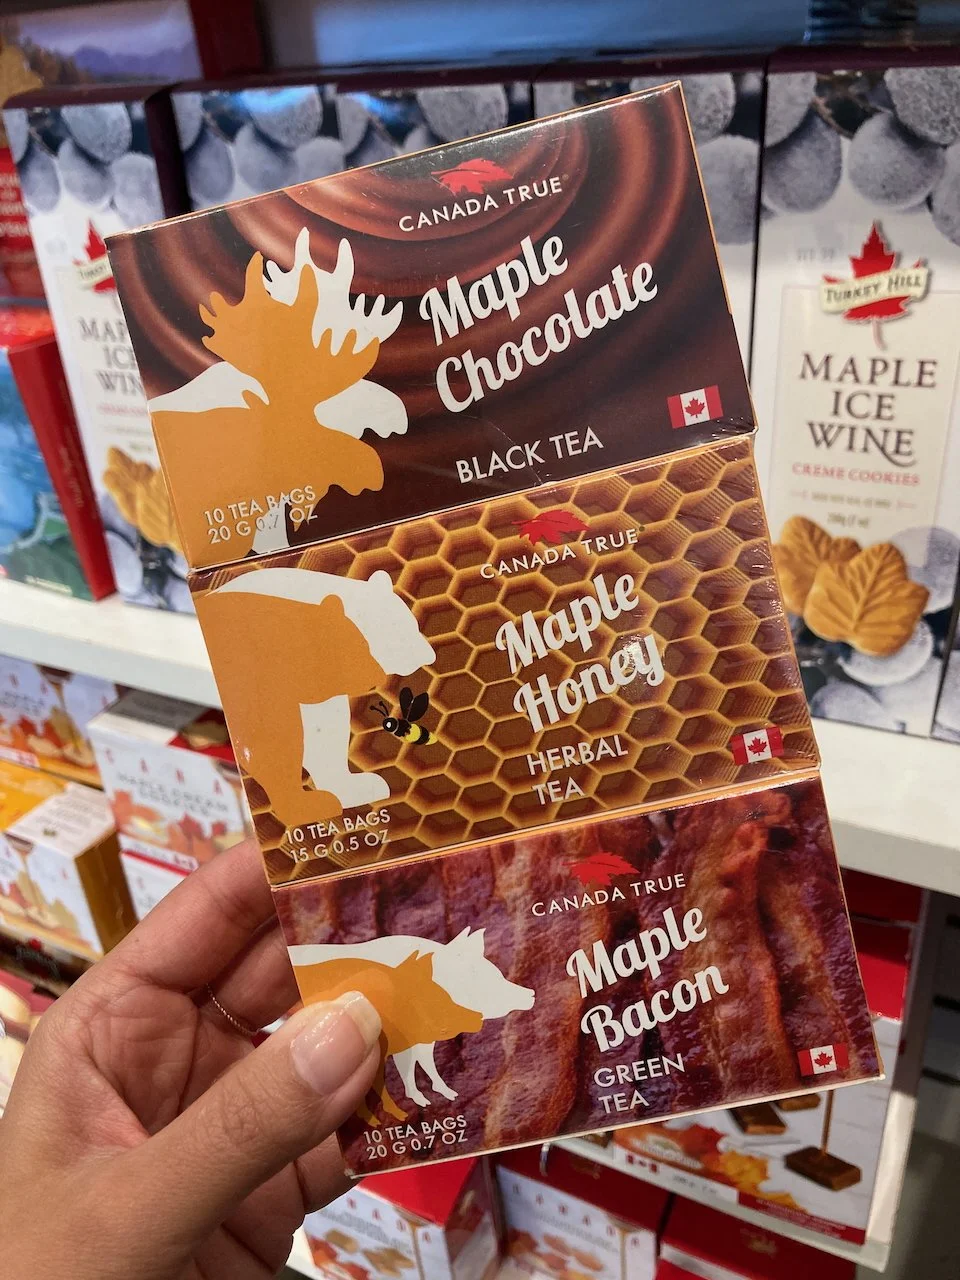 CANADA TRUE
Maple
Chocolate
BLACK TEA
10 TEA BAGS
20 G 0.7 OZ
CANADA TRUE
Maple
Honey
HERBAL
TEA
10 TEA BAGS
15 G 0.5 OZ
CANADA TRUE
Maple
Bacon
GREEN
TEA
10 TEA BAGS
20 G 0.7 OZ
TURKEY HILL
MAPLE
ICE
WINE
CREME COOKIES
MAPLE CREAM
COOKIES